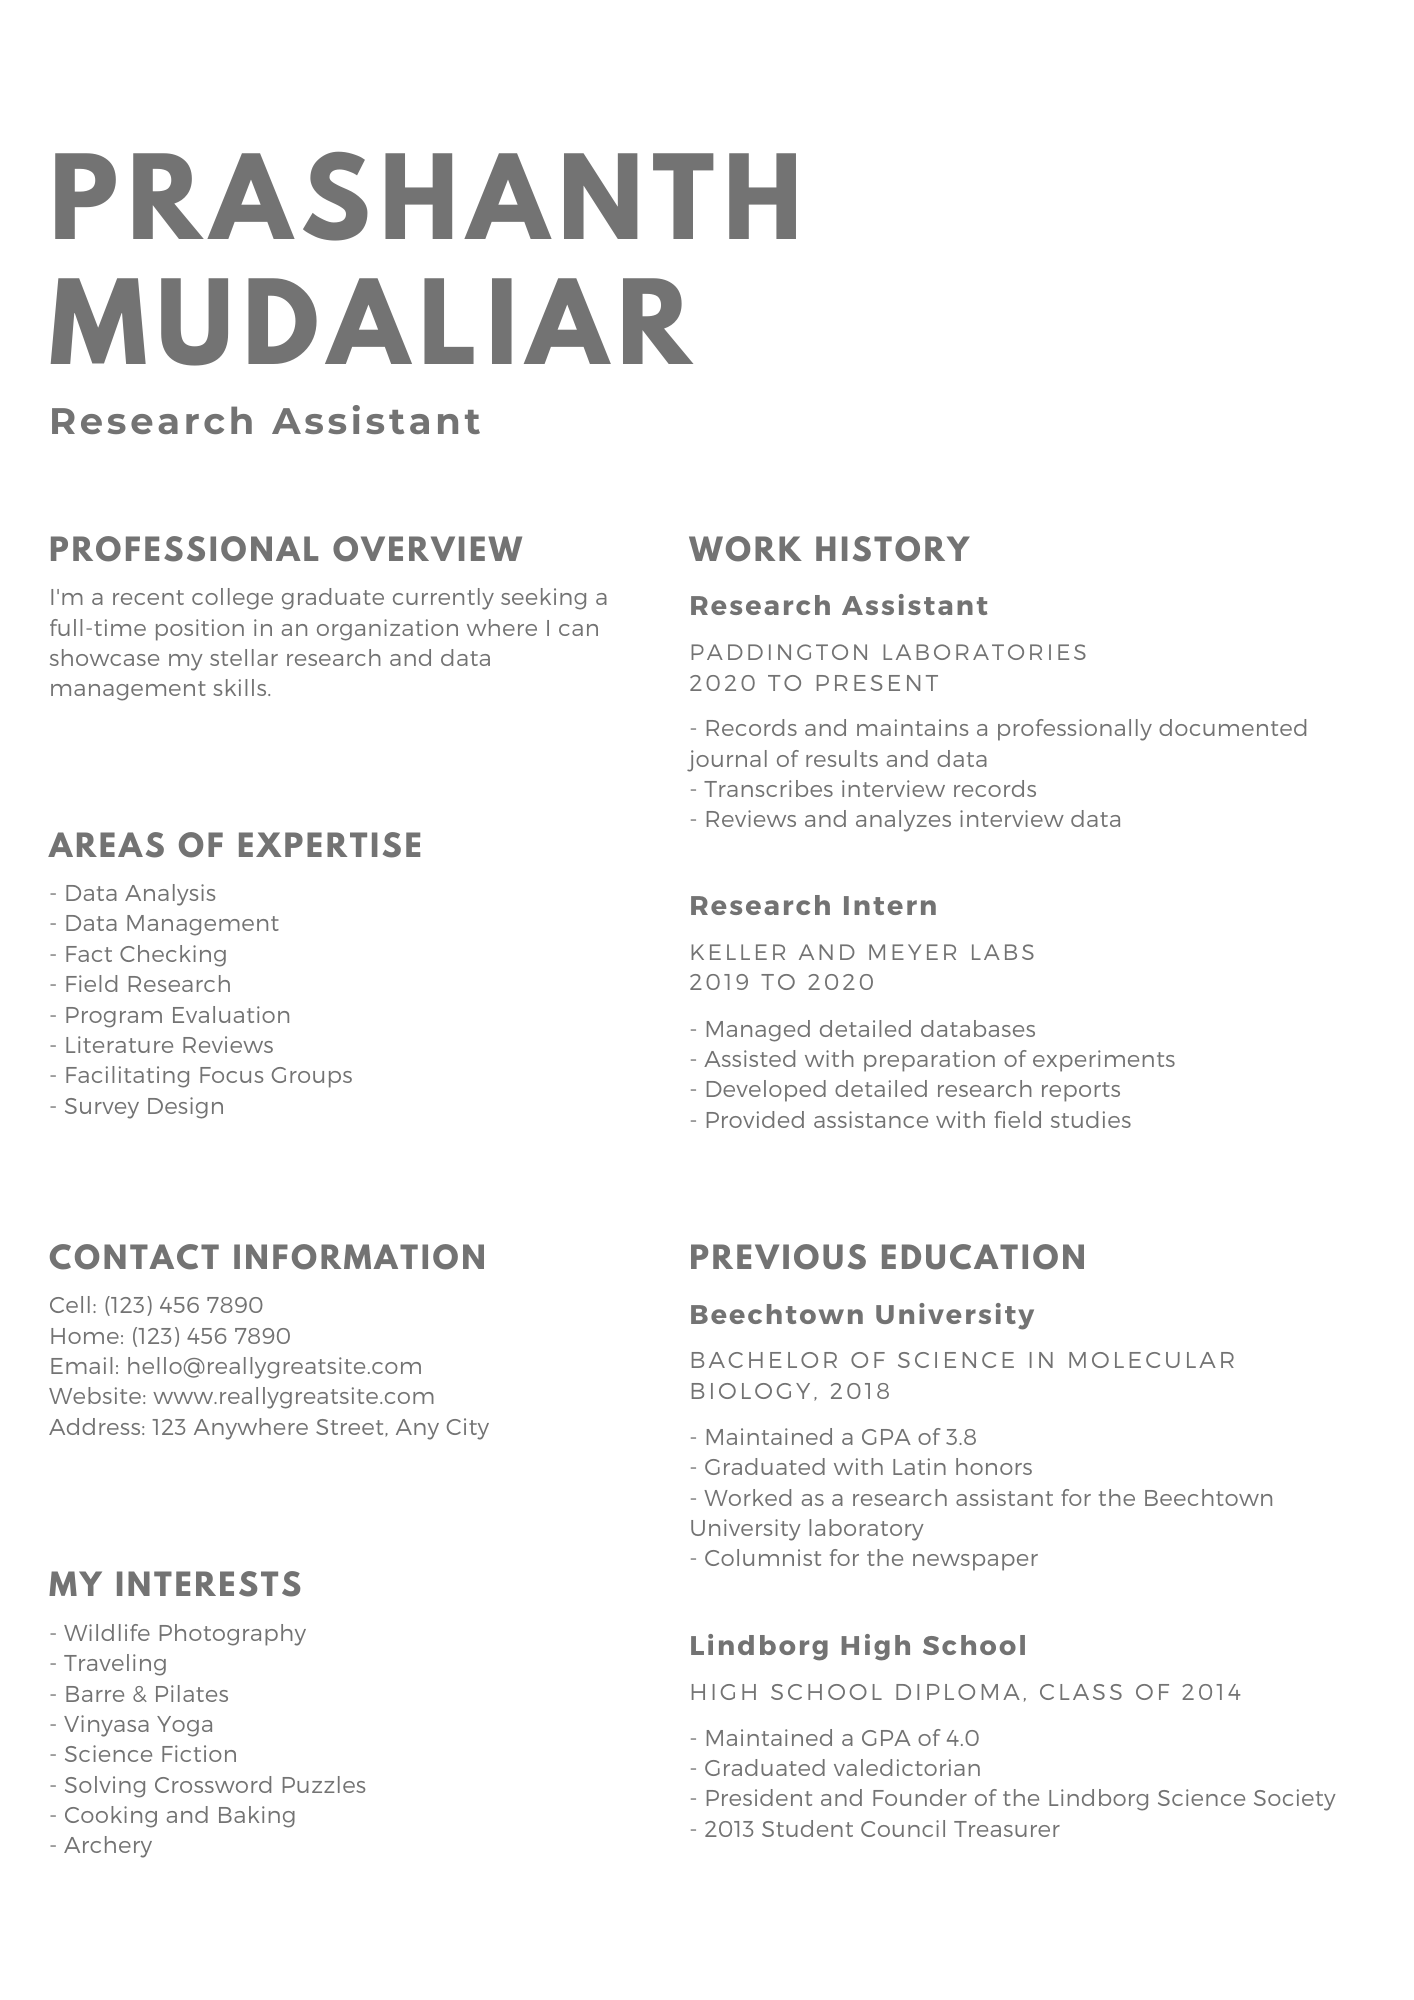 PRASHANTH
MUDALIAR
Research Assistant
PROFESSIONAL OVERVIEW
I'm a recent college graduate currently seeking a
full-time position in an organization where I can
showcase my stellar research and data
management skills.
AREAS OF EXPERTISE
- Data Analysis
- Data Management
- Fact Checking
- Field Research
- Program Evaluation
- Literature Reviews
- Facilitating Focus Groups
- Survey Design
CONTACT INFORMATION
Cell: (123) 456 7890
Home: (123) 456 7890
Email: hello@reallygreatsite.com
Website: www.reallygreatsite.com
Address: 123 Anywhere Street, Any City
MY INTERESTS
- Wildlife Photography
- Traveling
- Barre & Pilates
- Vinyasa Yoga
- Science Fiction
- Solving Crossword Puzzles
- Cooking and Baking
- Archery
WORK HISTORY
Research Assistant
PADDINGTON LABORATORIES
2020 TO PRESENT
- Records and maintains a professionally documented
journal of results and data
- Transcribes interview records
- Reviews and analyzes interview data
Research Intern
KELLER AND MEYER LABS
2019 TO 2020
- Managed detailed databases
- Assisted with preparation of experiments
- Developed detailed research reports
- Provided assistance with field studies
PREVIOUS EDUCATION
Beechtown University
BACHELOR OF SCIENCE IN MOLECULAR
BIOLOGY, 2018
- Maintained a GPA of 3.8
- Graduated with Latin honors
- Worked as a research assistant for the Beechtown
University laboratory
- Columnist for the newspaper
Lindborg High School
HIGH SCHOOL DIPLOMA, CLASS OF 2014
- Maintained a GPA of 4.0
- Graduated valedictorian
- President and Founder of the Lindborg Science Society
- 2013 Student Council Treasurer